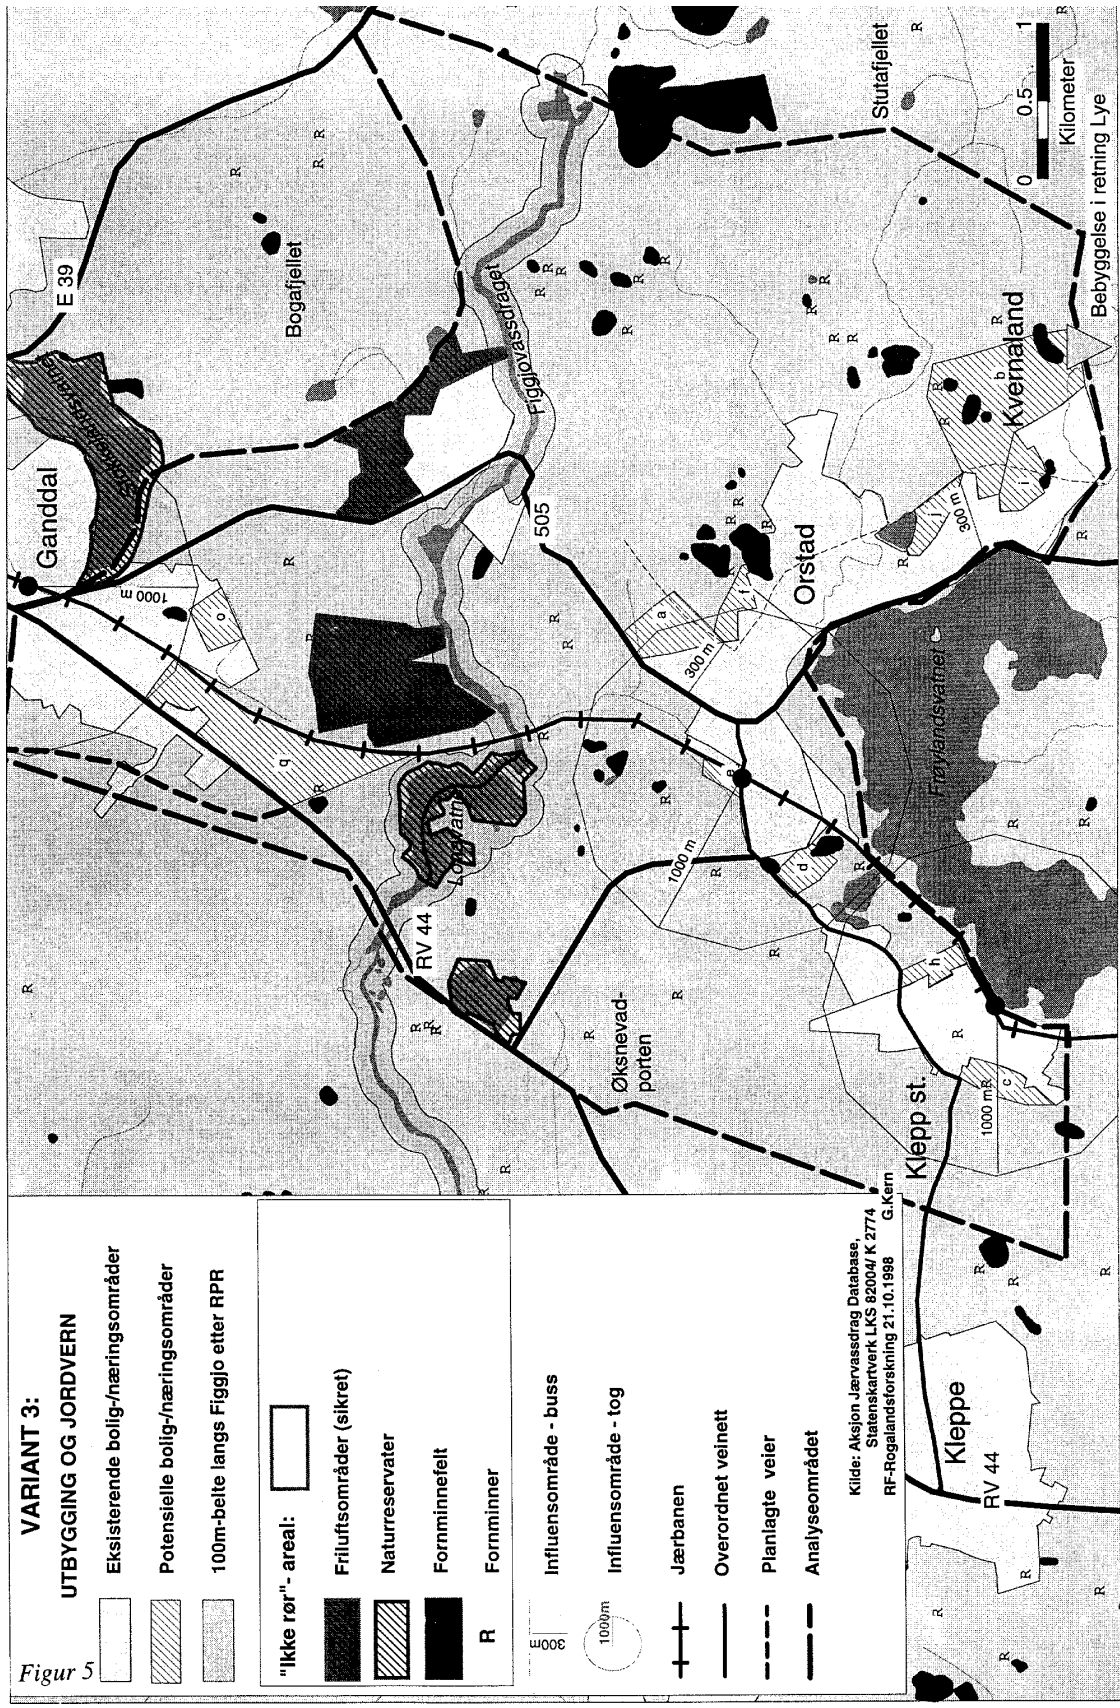 Figur 5
VARIANT 3:
UTBYGGING OG JORDVERN
Eksisterende bolig-/næringsområder
Potensielle bolig-/næringsområder
100m-belte langs Figgjo etter RPR
"Ikke rør"- areal:
Friluftsområder (sikret)
Naturreservater
Fornminnefelt
R
Fornminner
300m
Influensområde - buss
1000m
Influensområde - tog
Jærbanen
Overordnet veinett
Planlagte veier
Analyseområdet
Kilde: Aksjon Jærvassdrag Database,
Statenskartverk LKS 82004/ K 2774
RF-Rogalandsforskning 21.10.1998
G.Kern
Ganddal
E 39
Bogafjellet
1000 m
o
q
Figgjovassdraget
505
RV 44
Øksnevad-
porten
Stutafjellet
0
0.5
1
Kilometer
Bebyggelse i retning Lye
Kvernaland
b
i
j
300 m
Orstad
a
f
300 m
e
1000 m
d
Frøylandsvatnet
h
c
1000 m
Klepp st.
Kleppe
RV 44